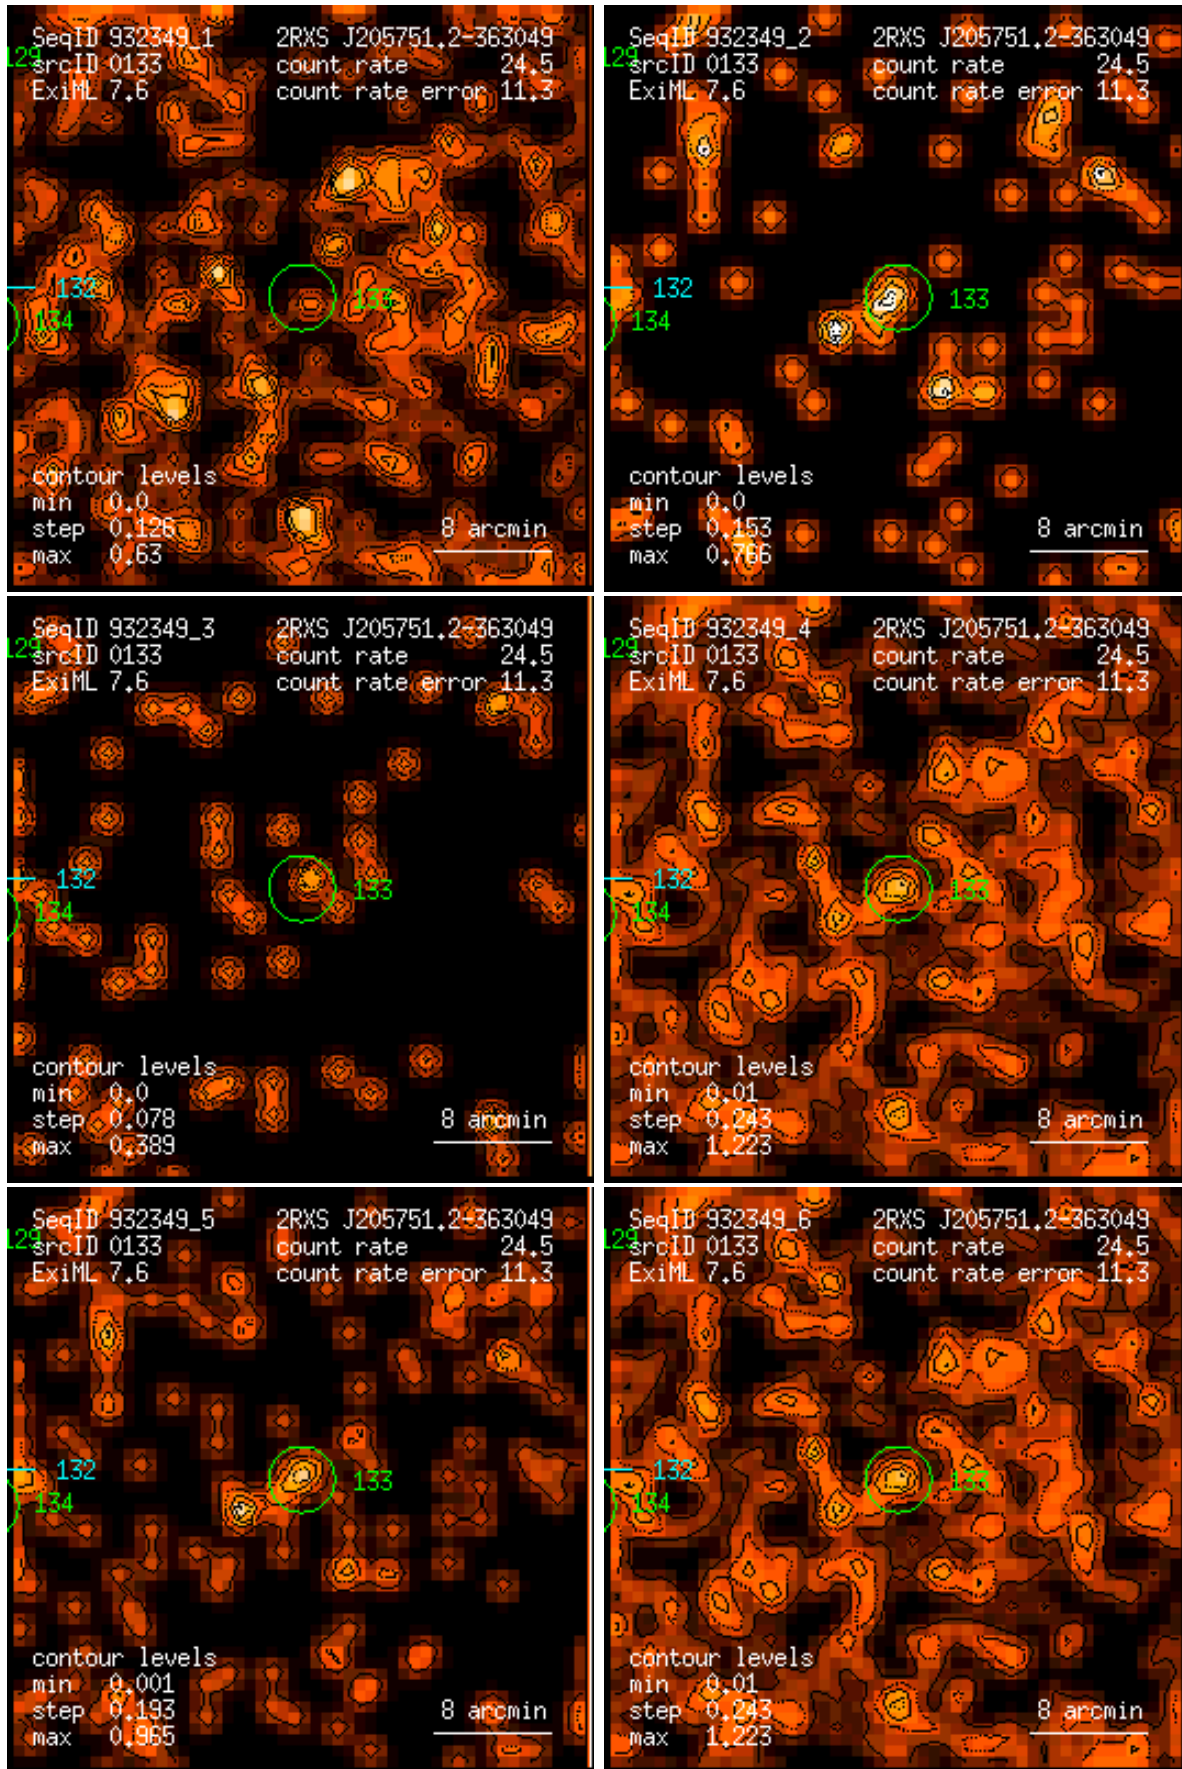 SeqID 932349_1 2RXS J205751.2-363049
129
srcID 0133 count rate 24.5
ExiML 7.6 count rate error 11.3
132
133
134
contour levels
min 0.0
step 0.126
max 0.63
8 arcmin
SeqID 932349_2 2RXS J205751.2-363049
129
srcID 0133 count rate 24.5
ExiML 7.6 count rate error 11.3
132
133
134
contour levels
min 0.0
step 0.153
max 0.766
8 arcmin
SeqID 932349_3 2RXS J205751.2-363049
129
srcID 0133 count rate 24.5
ExiML 7.6 count rate error 11.3
132
133
134
contour levels
min 0.0
step 0.078
max 0.389
8 arcmin
SeqID 932349_4 2RXS J205751.2-363049
129
srcID 0133 count rate 24.5
ExiML 7.6 count rate error 11.3
132
133
134
contour levels
min 0.01
step 0.243
max 1.223
8 arcmin
SeqID 932349_5 2RXS J205751.2-363049
129
srcID 0133 count rate 24.5
ExiML 7.6 count rate error 11.3
132
133
134
contour levels
min 0.001
step 0.193
max 0.965
8 arcmin
SeqID 932349_6 2RXS J205751.2-363049
129
srcID 0133 count rate 24.5
ExiML 7.6 count rate error 11.3
132
133
134
contour levels
min 0.01
step 0.243
max 1.223
8 arcmin